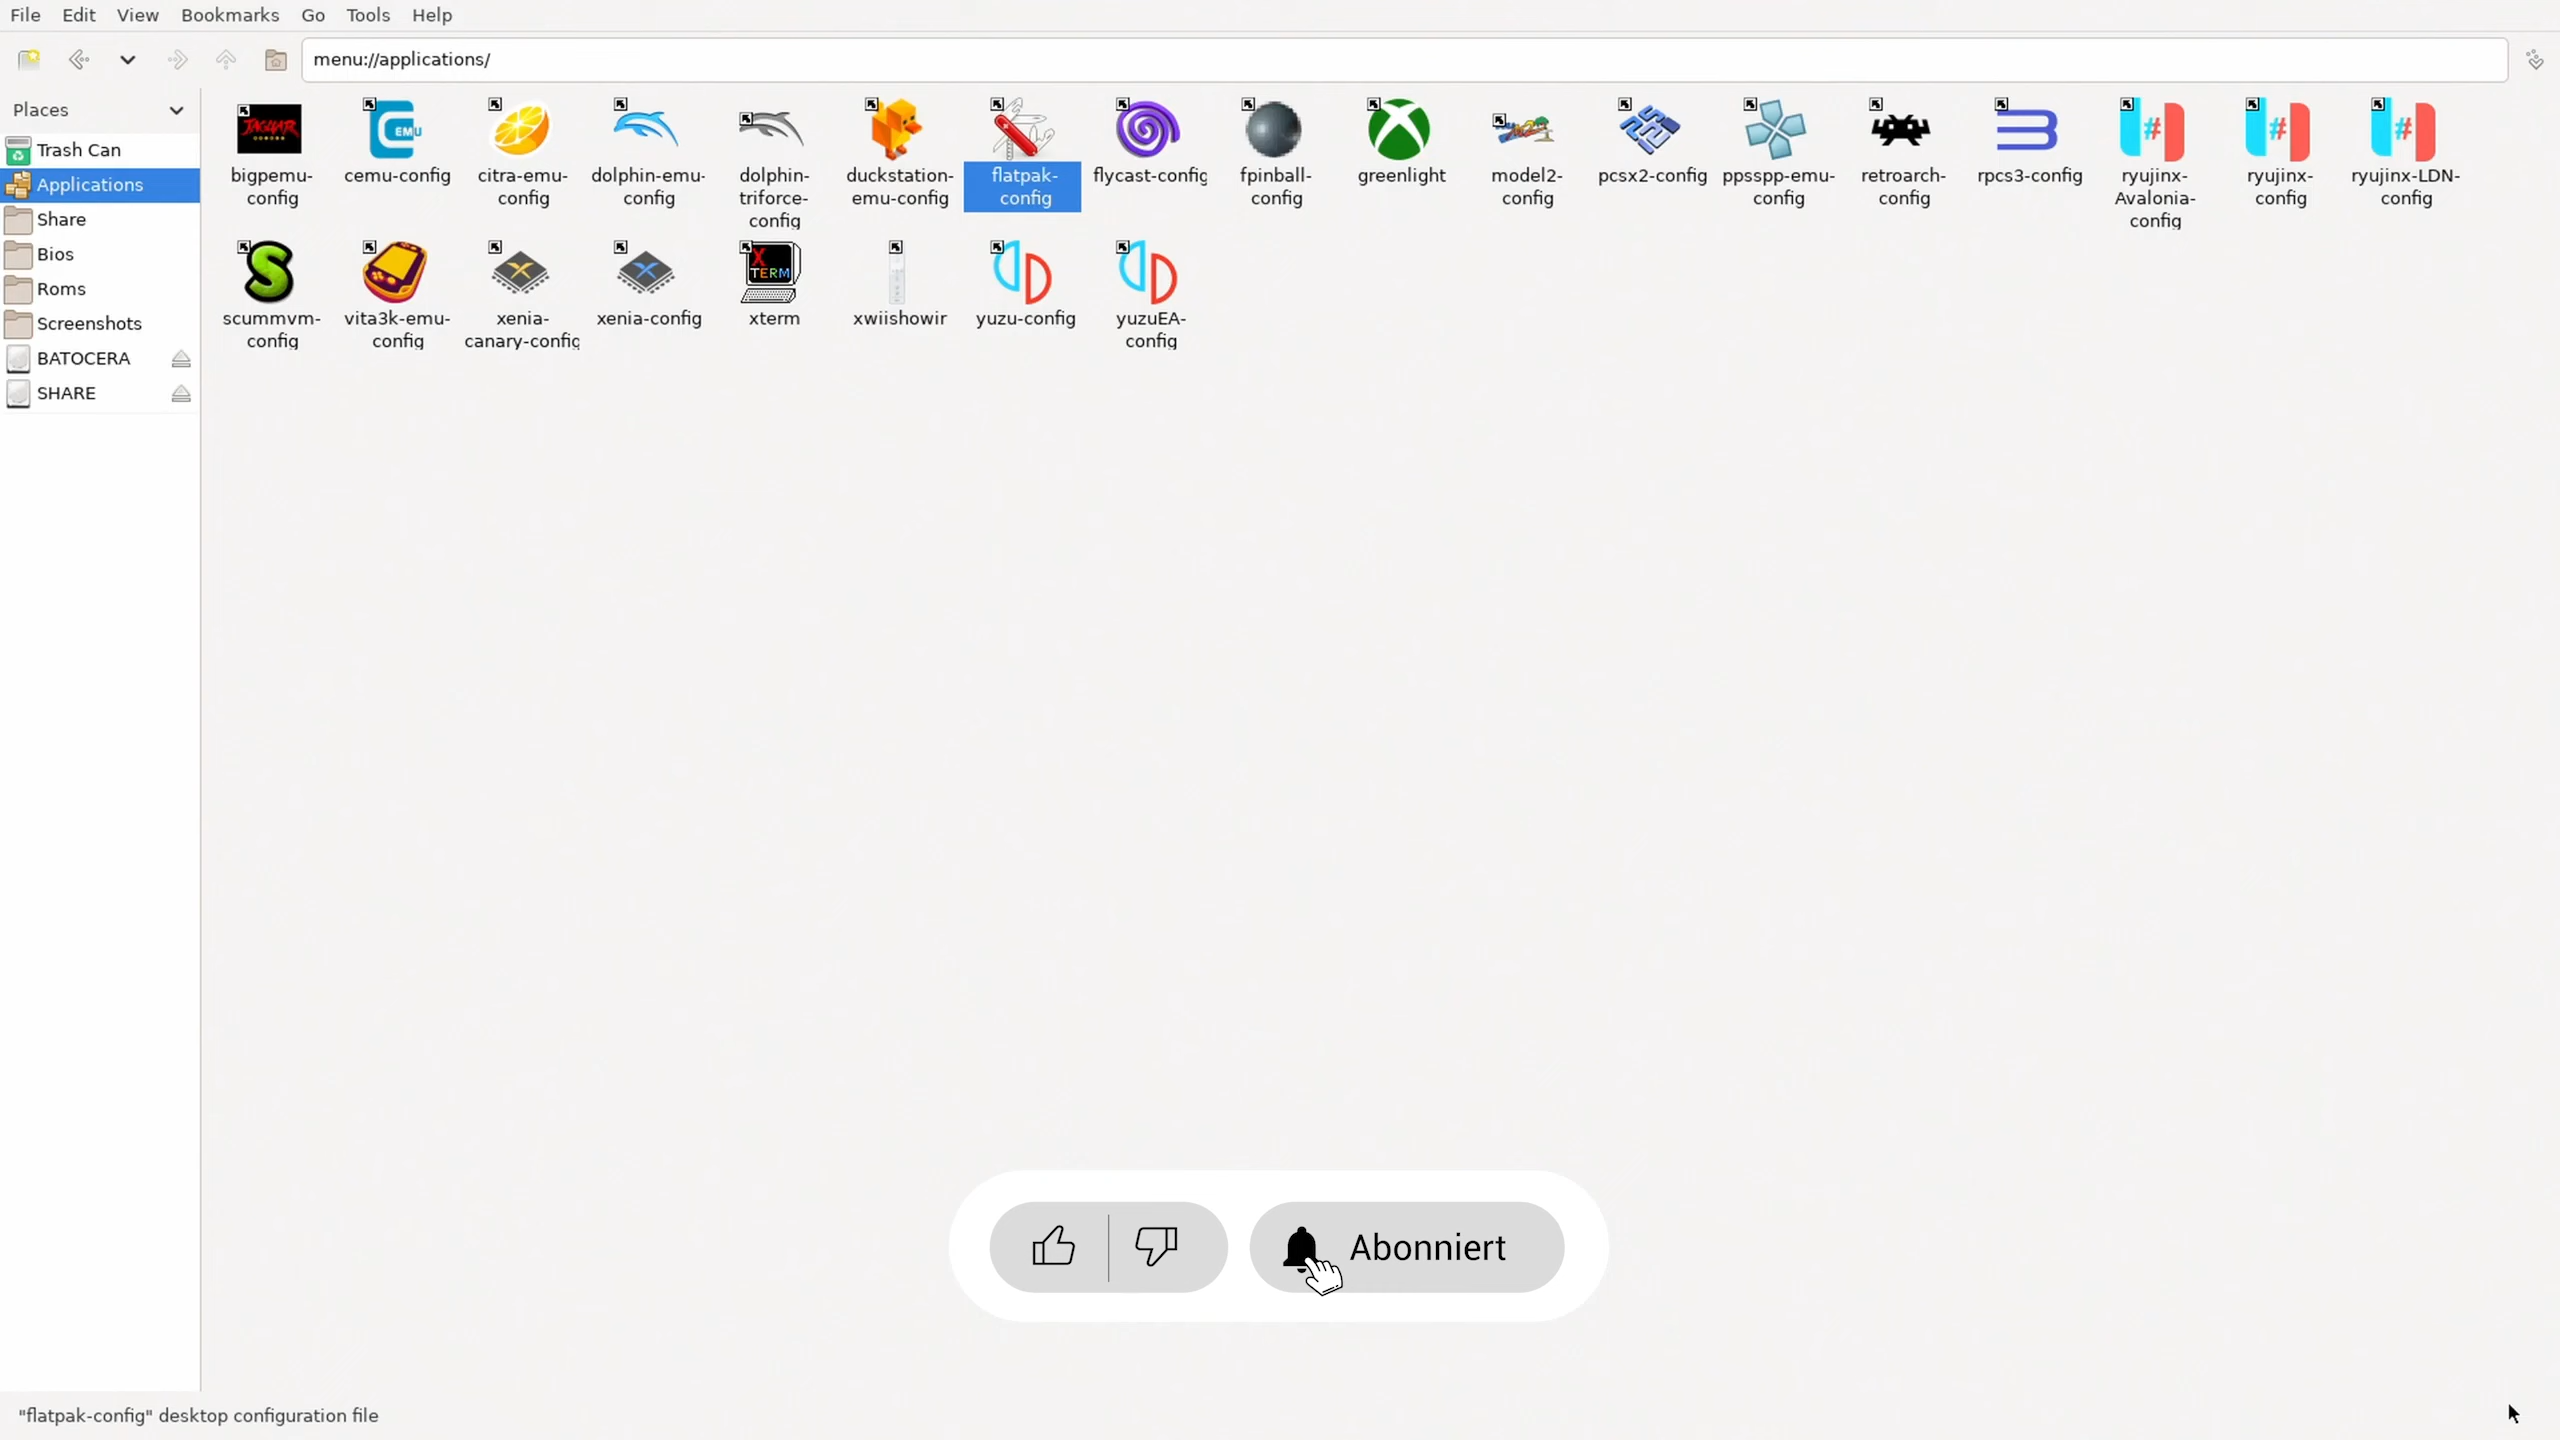 File Edit View Bookmarks Go Tools Help
menu://applications/
Places
Trash Can
Applications
Share
Bios
Roms
Screenshots
BATOCERA
SHARE
JAGUAR
bigpemu-
config
CEMU
cemu-config
citra-emu-
config
dolphin-emu-
config
dolphin-
triforce-
config
duckstation-
emu-config
flatpak-
config
flycast-config
fpinball-
config
greenlight
model2-
config
pcsx2-config
ppsspp-emu-
config
retroarch-
config
rpcs3-config
#
ryujinx-
Avalonia-
config
#
ryujinx-
config
#
ryujinx-LDN-
config
S
scummvm-
config
vita3k-emu-
config
xenia-
canary-config
xenia-config
X
TERM
xterm
xwiishowir
yuzu-config
yuzuEA-
config
Abonniert
"flatpak-config" desktop configuration file